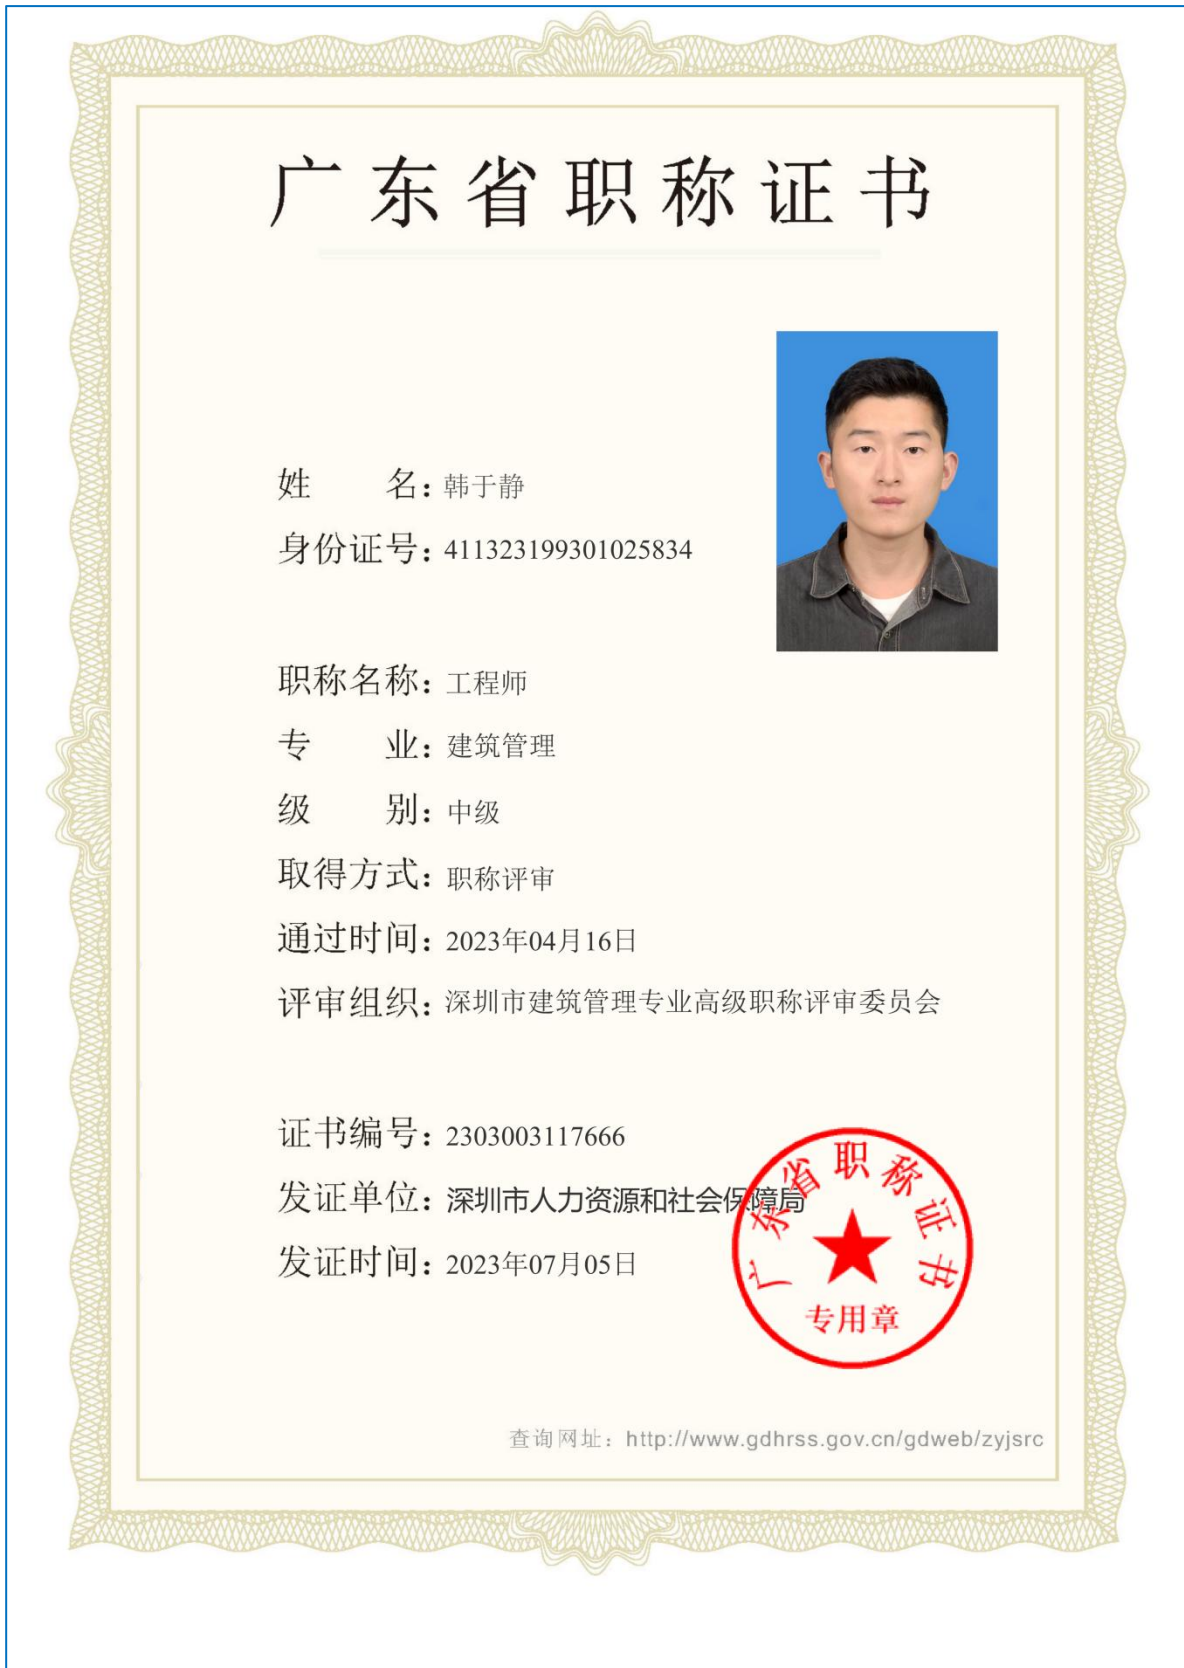 广东省职称证书
姓 名：韩于静
身份证号：411323199301025834
职称名称：工程师
专 业：建筑管理
级 别：中级
取得方式：职称评审
通过时间：2023年04月16日
评审组织：深圳市建筑管理专业高级职称评审委员会
证书编号：2303003117666
发证单位：深圳市人力资源和社会保障局
发证时间：2023年07月05日
广东省职称证书
专用章
查询网址：http://www.gdhrss.gov.cn/gdweb/zyjsrc